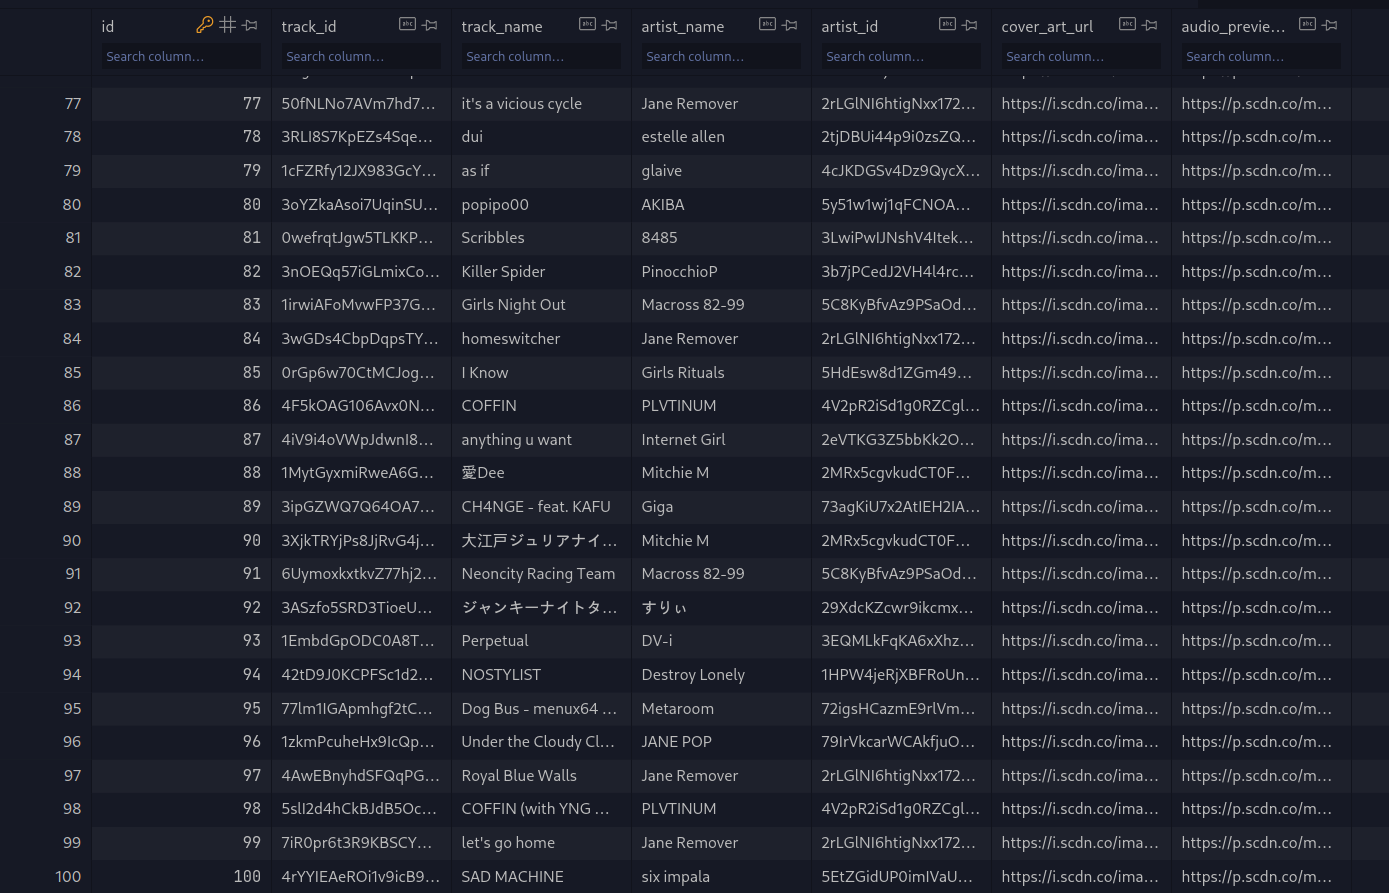 id track_id track_name artist_name artist_id cover_art_url audio_previe…
Search column… Search column… Search column… Search column… Search column… Search column… Search column…
77 77 50fNLNo7AVm7hd7… it's a vicious cycle Jane Remover 2rLGlNI6htigNxx172… https://i.scdn.co/ima… https://p.scdn.co/m…
78 78 3RLI8S7KpEZs4Sqe… dui estelle allen 2tjDBUi44p9i0zsZQ… https://i.scdn.co/ima… https://p.scdn.co/m…
79 79 1cFZRfy12JX983GcY… as if glaive 4cJKDGSv4Dz9QycX… https://i.scdn.co/ima… https://p.scdn.co/m…
80 80 3oYZkaAsoi7UqinSU… popipo00 AKIBA 5y51w1wj1qFCNOA… https://i.scdn.co/ima… https://p.scdn.co/m…
81 81 0wefrqtJgw5TLKKP… Scribbles 8485 3LwiPwIJNshV4Itek… https://i.scdn.co/ima… https://p.scdn.co/m…
82 82 3nOEQq57iGLmixCo… Killer Spider PinocchioP 3b7jPCedJ2VH4l4rc… https://i.scdn.co/ima… https://p.scdn.co/m…
83 83 1irwiAFoMvwFP37G… Girls Night Out Macross 82-99 5C8KyBfvAz9PSaOd… https://i.scdn.co/ima… https://p.scdn.co/m…
84 84 3wGDs4CbpDqpsTY… homeswitcher Jane Remover 2rLGlNI6htigNxx172… https://i.scdn.co/ima… https://p.scdn.co/m…
85 85 0rGp6w70CtMCJog… I Know Girls Rituals 5HdEsw8d1ZGm49… https://i.scdn.co/ima… https://p.scdn.co/m…
86 86 4F5kOAG106Avx0N… COFFIN PLVTINUM 4V2pR2iSd1g0RZCgl… https://i.scdn.co/ima… https://p.scdn.co/m…
87 87 4iV9i4oVWpJdwnI8… anything u want Internet Girl 2eVTKG3Z5bbKk2O… https://i.scdn.co/ima… https://p.scdn.co/m…
88 88 1MytGyxmiRweA6G… 愛Dee Mitchie M 2MRx5cgvkudCT0F… https://i.scdn.co/ima… https://p.scdn.co/m…
89 89 3ipGZWQ7Q64OA7… CH4NGE - feat. KAFU Giga 73agKiU7x2AtIEH2IA… https://i.scdn.co/ima… https://p.scdn.co/m…
90 90 3XjkTRYjPs8JjRvG4j… 大江戸ジュリアナイ… Mitchie M 2MRx5cgvkudCT0F… https://i.scdn.co/ima… https://p.scdn.co/m…
91 91 6UymoxkxtkvZ77hj2… Neoncity Racing Team Macross 82-99 5C8KyBfvAz9PSaOd… https://i.scdn.co/ima… https://p.scdn.co/m…
92 92 3ASzfo5SRD3TioeU… ジャンキーナイトタ… すりぃ 29XdcKZcwr9ikcmx… https://i.scdn.co/ima… https://p.scdn.co/m…
93 93 1EmbdGpODC0A8T… Perpetual DV-i 3EQMLkFqKA6xXhz… https://i.scdn.co/ima… https://p.scdn.co/m…
94 94 42tD9J0KCPFSc1d2… NOSTYLIST Destroy Lonely 1HPW4jeRjXBFRoUn… https://i.scdn.co/ima… https://p.scdn.co/m…
95 95 77lm1IGApmhgf2tC… Dog Bus - menux64 … Metaroom 72igsHCazmE9rlVm… https://i.scdn.co/ima… https://p.scdn.co/m…
96 96 1zkmPcuheHx9IcQp… Under the Cloudy Cl… JANE POP 79IrVkcarWCAkfjuO… https://i.scdn.co/ima… https://p.scdn.co/m…
97 97 4AwEBnyhdSFQqPG… Royal Blue Walls Jane Remover 2rLGlNI6htigNxx172… https://i.scdn.co/ima… https://p.scdn.co/m…
98 98 5slI2d4hCkBJdB5Oc… COFFIN (with YNG … PLVTINUM 4V2pR2iSd1g0RZCgl… https://i.scdn.co/ima… https://p.scdn.co/m…
99 99 7iR0pr6t3R9KBSCY… let's go home Jane Remover 2rLGlNI6htigNxx172… https://i.scdn.co/ima… https://p.scdn.co/m…
100 100 4rYYIEAeROi1v9icB9… SAD MACHINE six impala 5EtZGidUP0imIVaU… https://i.scdn.co/ima… https://p.scdn.co/m…